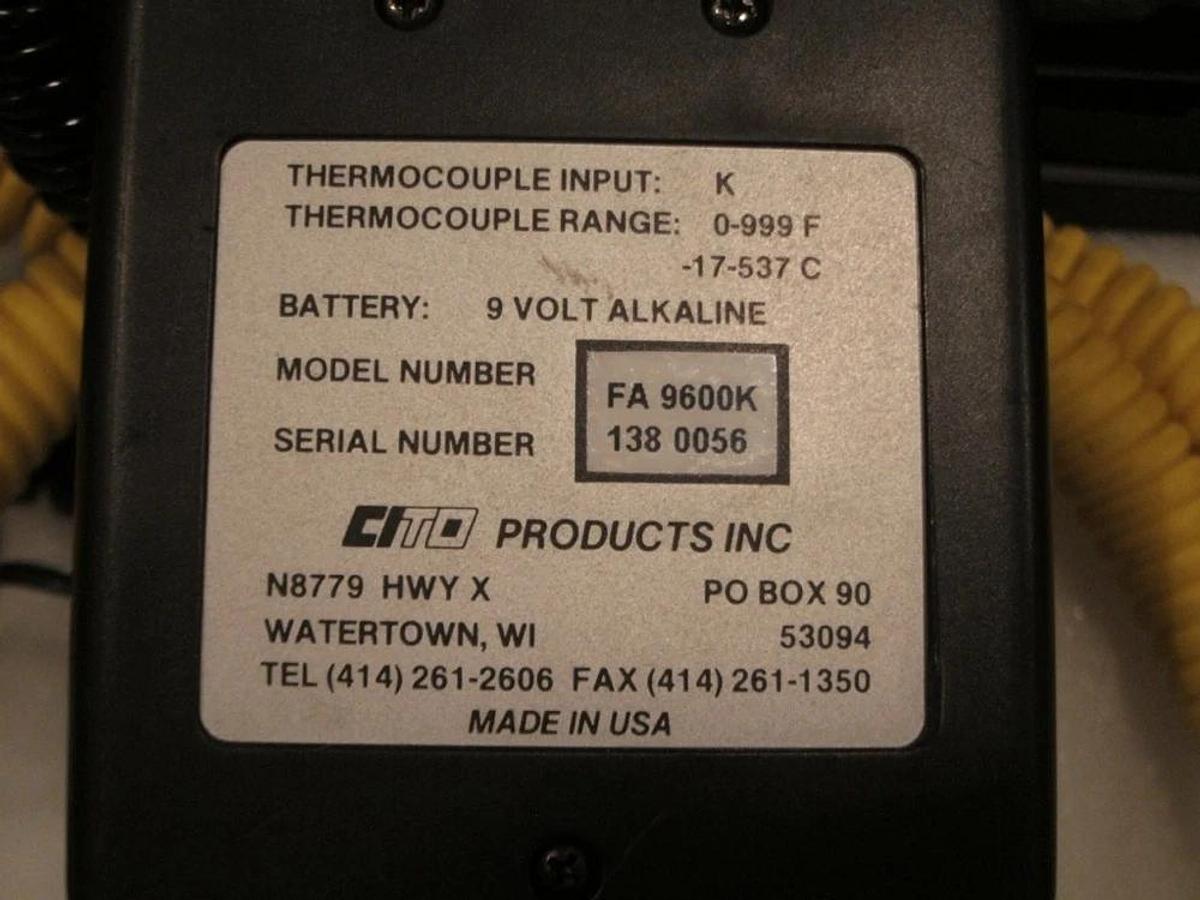 THERMOCOUPLE INPUT: K
THERMOCOUPLE RANGE: 0-999 F
-17-537 C
BATTERY: 9 VOLT ALKALINE
MODEL NUMBER FA 9600K
SERIAL NUMBER 138 0056
CITO PRODUCTS INC
N8779 HWY X PO BOX 90
WATERTOWN, WI 53094
TEL (414) 261-2606 FAX (414) 261-1350
MADE IN USA